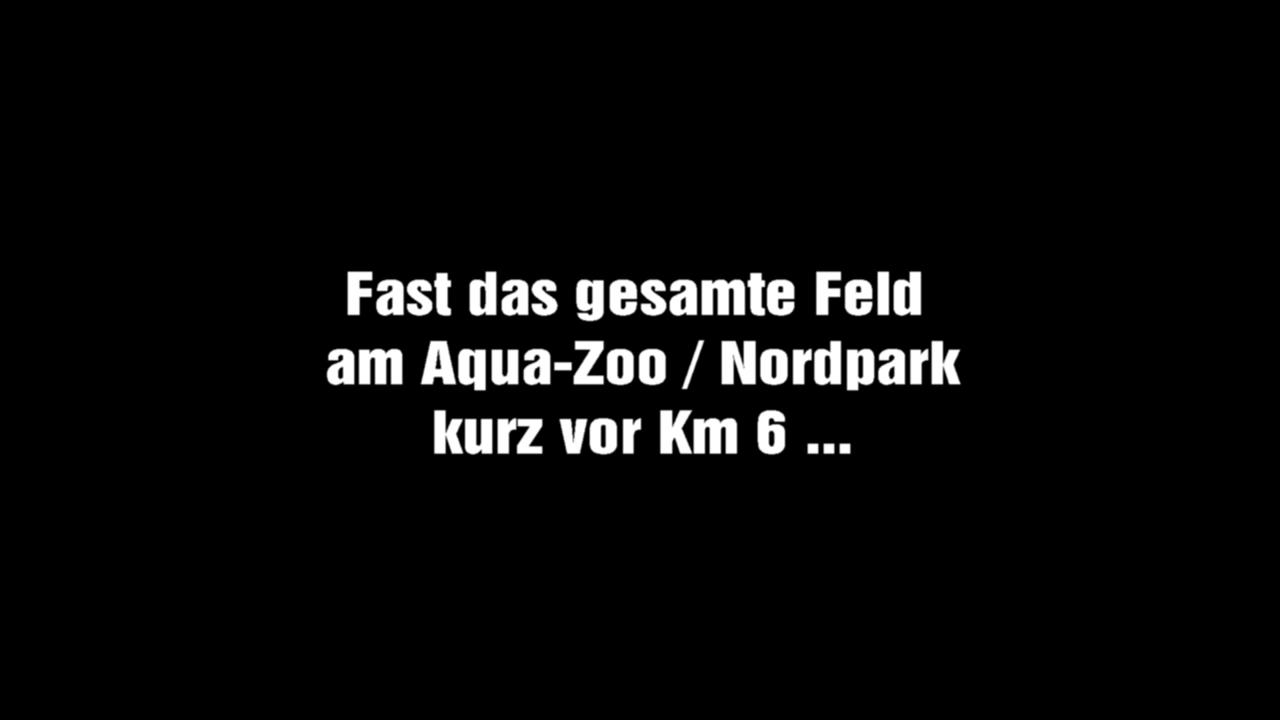 Fast das gesamte Feld
am Aqua-Zoo / Nordpark
kurz vor Km 6 ...